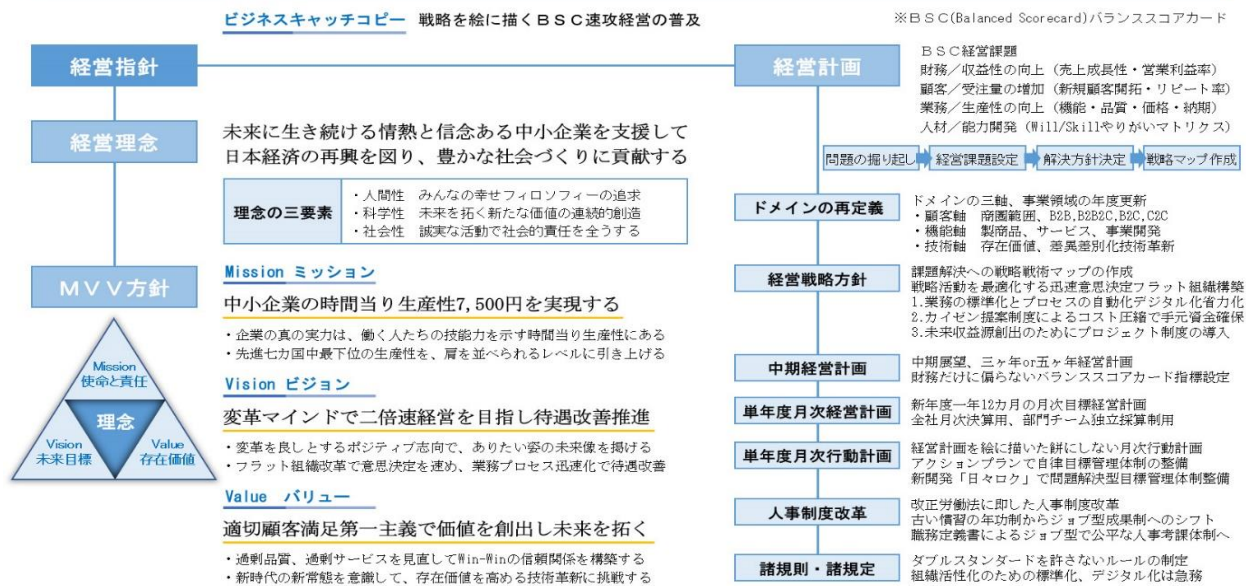 ビジネスキャッチコピー 戦略を絵に描くＢＳＣ速攻経営の普及
※ＢＳＣ(Balanced Scorecard)バランススコアカード
経営指針
経営理念
未来に生き続ける情熱と信念ある中小企業を支援して
日本経済の再興を図り、豊かな社会づくりに貢献する
理念の三要素
・人間性 みんなの幸せフィロソフィーの追求
・科学性 未来を拓く新たな価値の連続的創造
・社会性 誠実な活動で社会的責任を全うする
ＭＶＶ方針
Mission
使命と責任
理念
Vision
未来目標
Value
存在価値
Mission ミッション
中小企業の時間当り生産性7,500円を実現する
・企業の真の実力は、働く人たちの技能力を示す時間当り生産性にある
・先進七カ国中最下位の生産性を、肩を並べられるレベルに引き上げる
Vision ビジョン
変革マインドで二倍速経営を目指し待遇改善推進
・変革を良しとするポジティブ志向で、ありたい姿の未来像を掲げる
・フラット組織改革で意思決定を速め、業務プロセス迅速化で待遇改善
Value バリュー
適切顧客満足第一主義で価値を創出し未来を拓く
・過剰品質、過剰サービスを見直してWin-Winの信頼関係を構築する
・新時代の新常態を意識して、存在価値を高める技術革新に挑戦する
経営計画
ＢＳＣ経営課題
財務／収益性の向上（売上成長性・営業利益率）
顧客／受注量の増加（新規顧客開拓・リピート率）
業務／生産性の向上（機能・品質・価格・納期）
人材／能力開発（Will/Skillやりがいマトリクス）
問題の掘り起し 経営課題設定 解決方針決定 戦略マップ作成
ドメインの再定義
ドメインの三軸、事業領域の年度更新
・顧客軸 商圏範囲、B2B,B2B2C,B2C,C2C
・機能軸 製商品、サービス、事業開発
・技術軸 存在価値、差異差別化技術革新
経営戦略方針
課題解決への戦略戦術マップの作成
戦略活動を最適化する迅速意思決定フラット組織構築
1.業務の標準化とプロセスの自動化デジタル化省力化
2.カイゼン提案制度によるコスト圧縮で手元資金確保
3.未来収益源創出のためにプロジェクト制度の導入
中期経営計画
中期展望、三ヶ年or五ヶ年経営計画
財務だけに偏らないバランススコアカード指標設定
単年度月次経営計画
新年度一年12カ月の月次目標経営計画
全社月次決算用、部門チーム独立採算制用
単年度月次行動計画
経営計画を絵に描いた餅にしない月次行動計画
アクションプランで自律目標管理体制の整備
新開発「日々ロク」で問題解決型目標管理体制整備
人事制度改革
改正労働法に即した人事制度改革
古い慣習の年功制からジョブ型成果制へのシフト
職務定義書によるジョブ型で公平な人事考課体制へ
諸規則・諸規定
ダブルスタンダードを許さないルールの制定
組織活性化のための標準化、デジタル化は急務